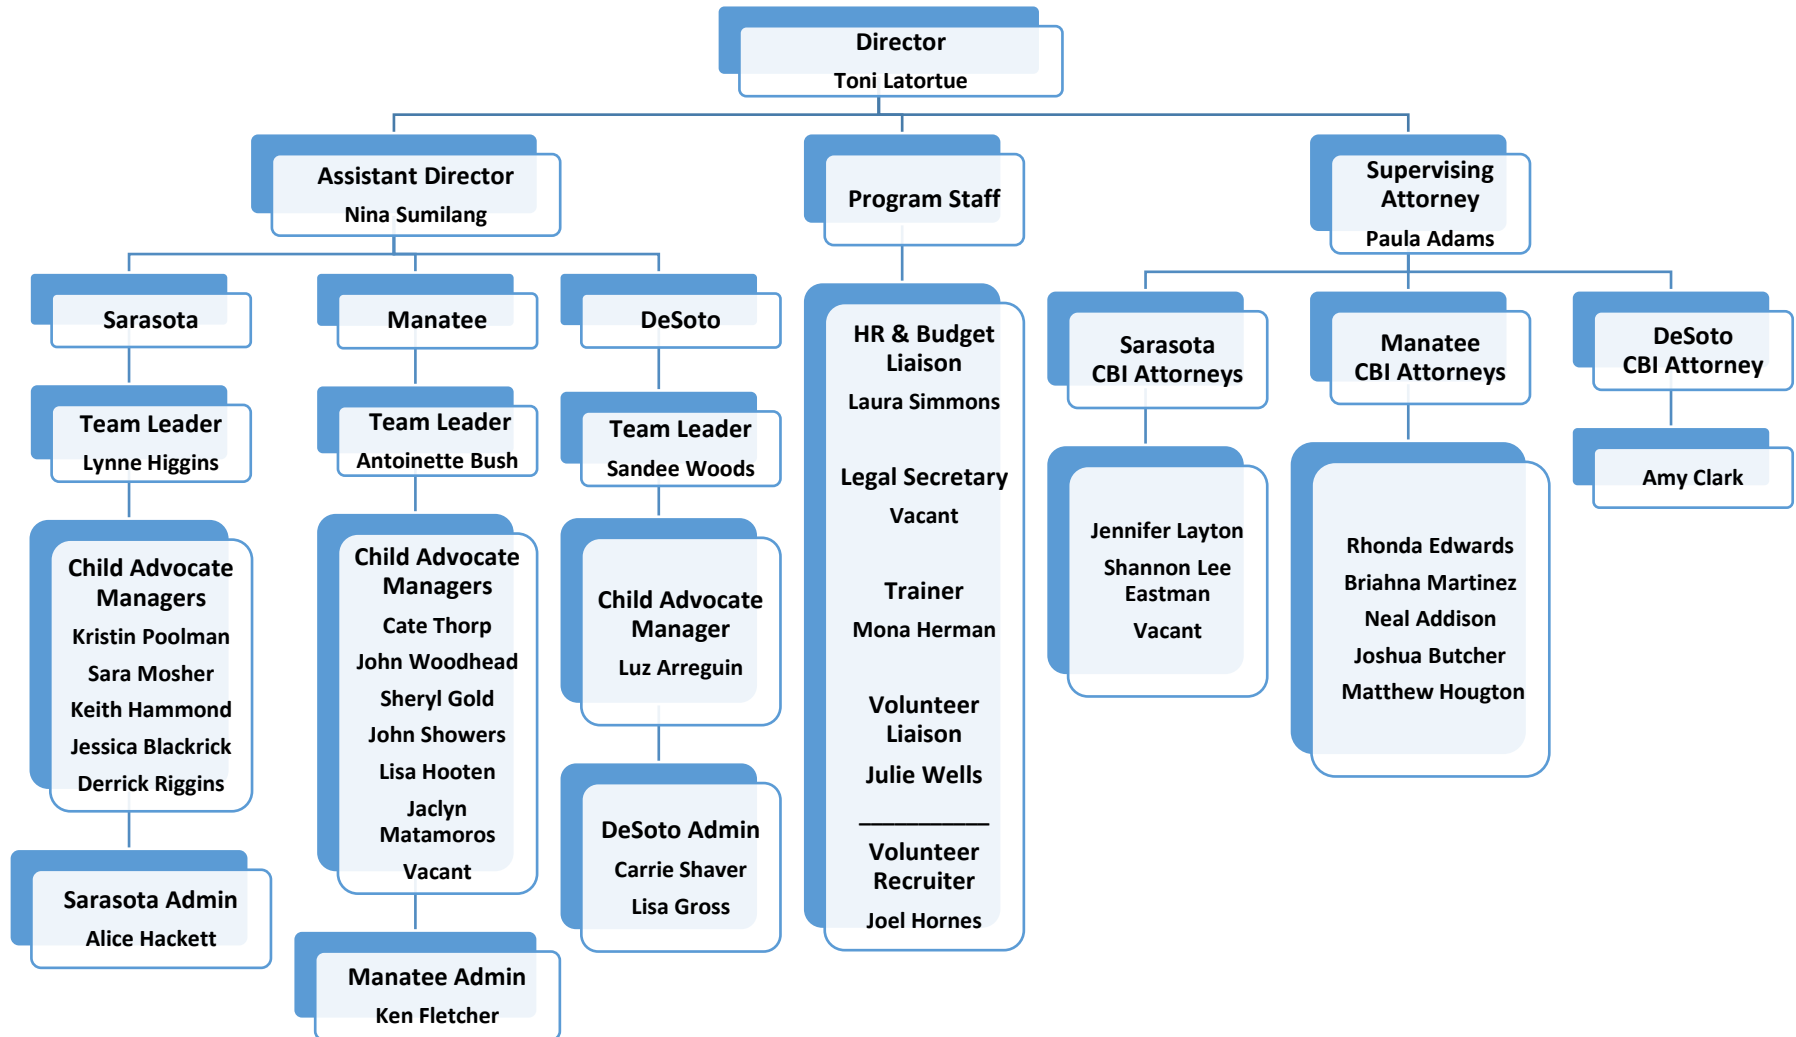 Director
Toni Latortue
Assistant Director
Nina Sumilang
Program Staff
Supervising
Attorney
Paula Adams
Sarasota
Team Leader
Lynne Higgins
Child Advocate
Managers
Kristin Poolman
Sara Mosher
Keith Hammond
Jessica Blackrick
Derrick Riggins
Sarasota Admin
Alice Hackett
Manatee
Team Leader
Antoinette Bush
Child Advocate
Managers
Cate Thorp
John Woodhead
Sheryl Gold
John Showers
Lisa Hooten
Jaclyn
Matamoros
Vacant
Manatee Admin
Ken Fletcher
DeSoto
Team Leader
Sandee Woods
Child Advocate
Manager
Luz Arreguin
DeSoto Admin
Carrie Shaver
Lisa Gross
HR & Budget
Liaison
Laura Simmons
Legal Secretary
Vacant
Trainer
Mona Herman
Volunteer
Liaison
Julie Wells
___________
Volunteer
Recruiter
Joel Hornes
Sarasota
CBI Attorneys
Jennifer Layton
Shannon Lee
Eastman
Vacant
Manatee
CBI Attorneys
Rhonda Edwards
Briahna Martinez
Neal Addison
Joshua Butcher
Matthew Hougton
DeSoto
CBI Attorney
Amy Clark